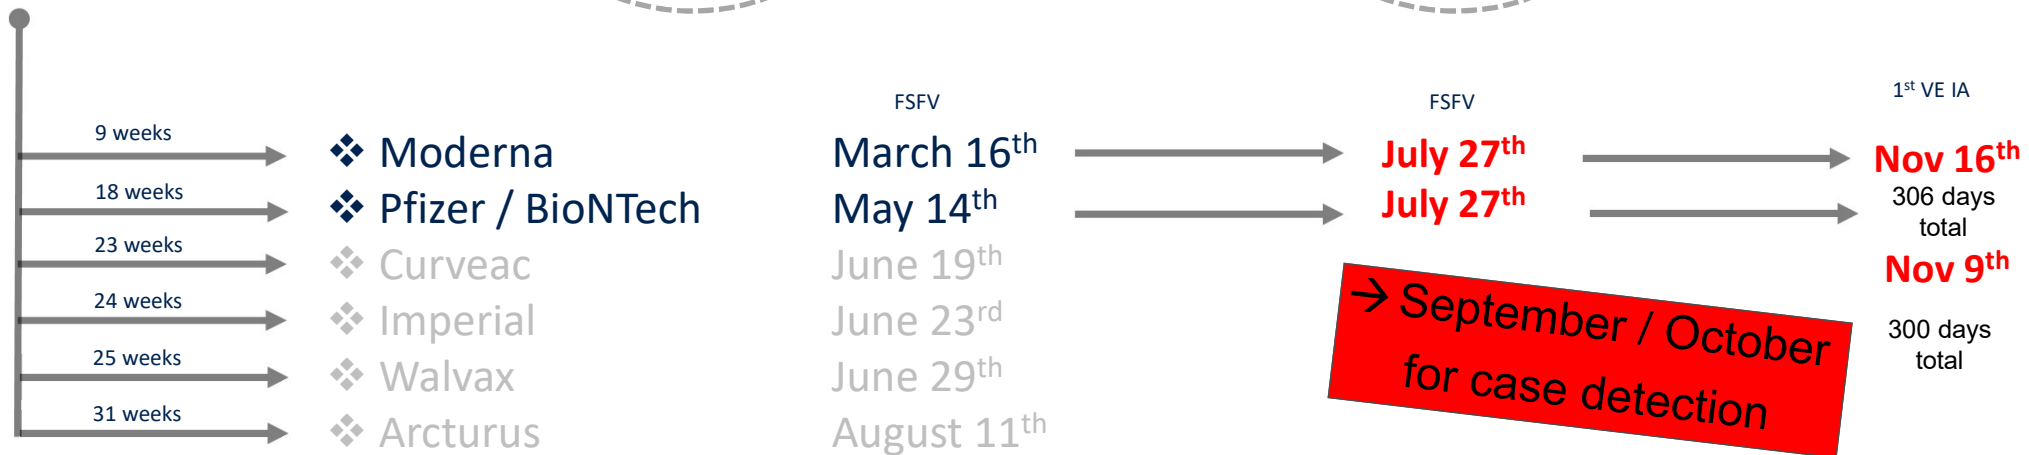 FSFV
FSFV
1st VE IA
9 weeks
❖ Moderna
March 16th
July 27th
Nov 16th
18 weeks
❖ Pfizer / BioNTech
May 14th
July 27th
306 days
total
23 weeks
❖ Curveac
June 19th
Nov 9th
24 weeks
❖ Imperial
June 23rd
→ September / October
for case detection
300 days
total
25 weeks
❖ Walvax
June 29th
31 weeks
❖ Arcturus
August 11th